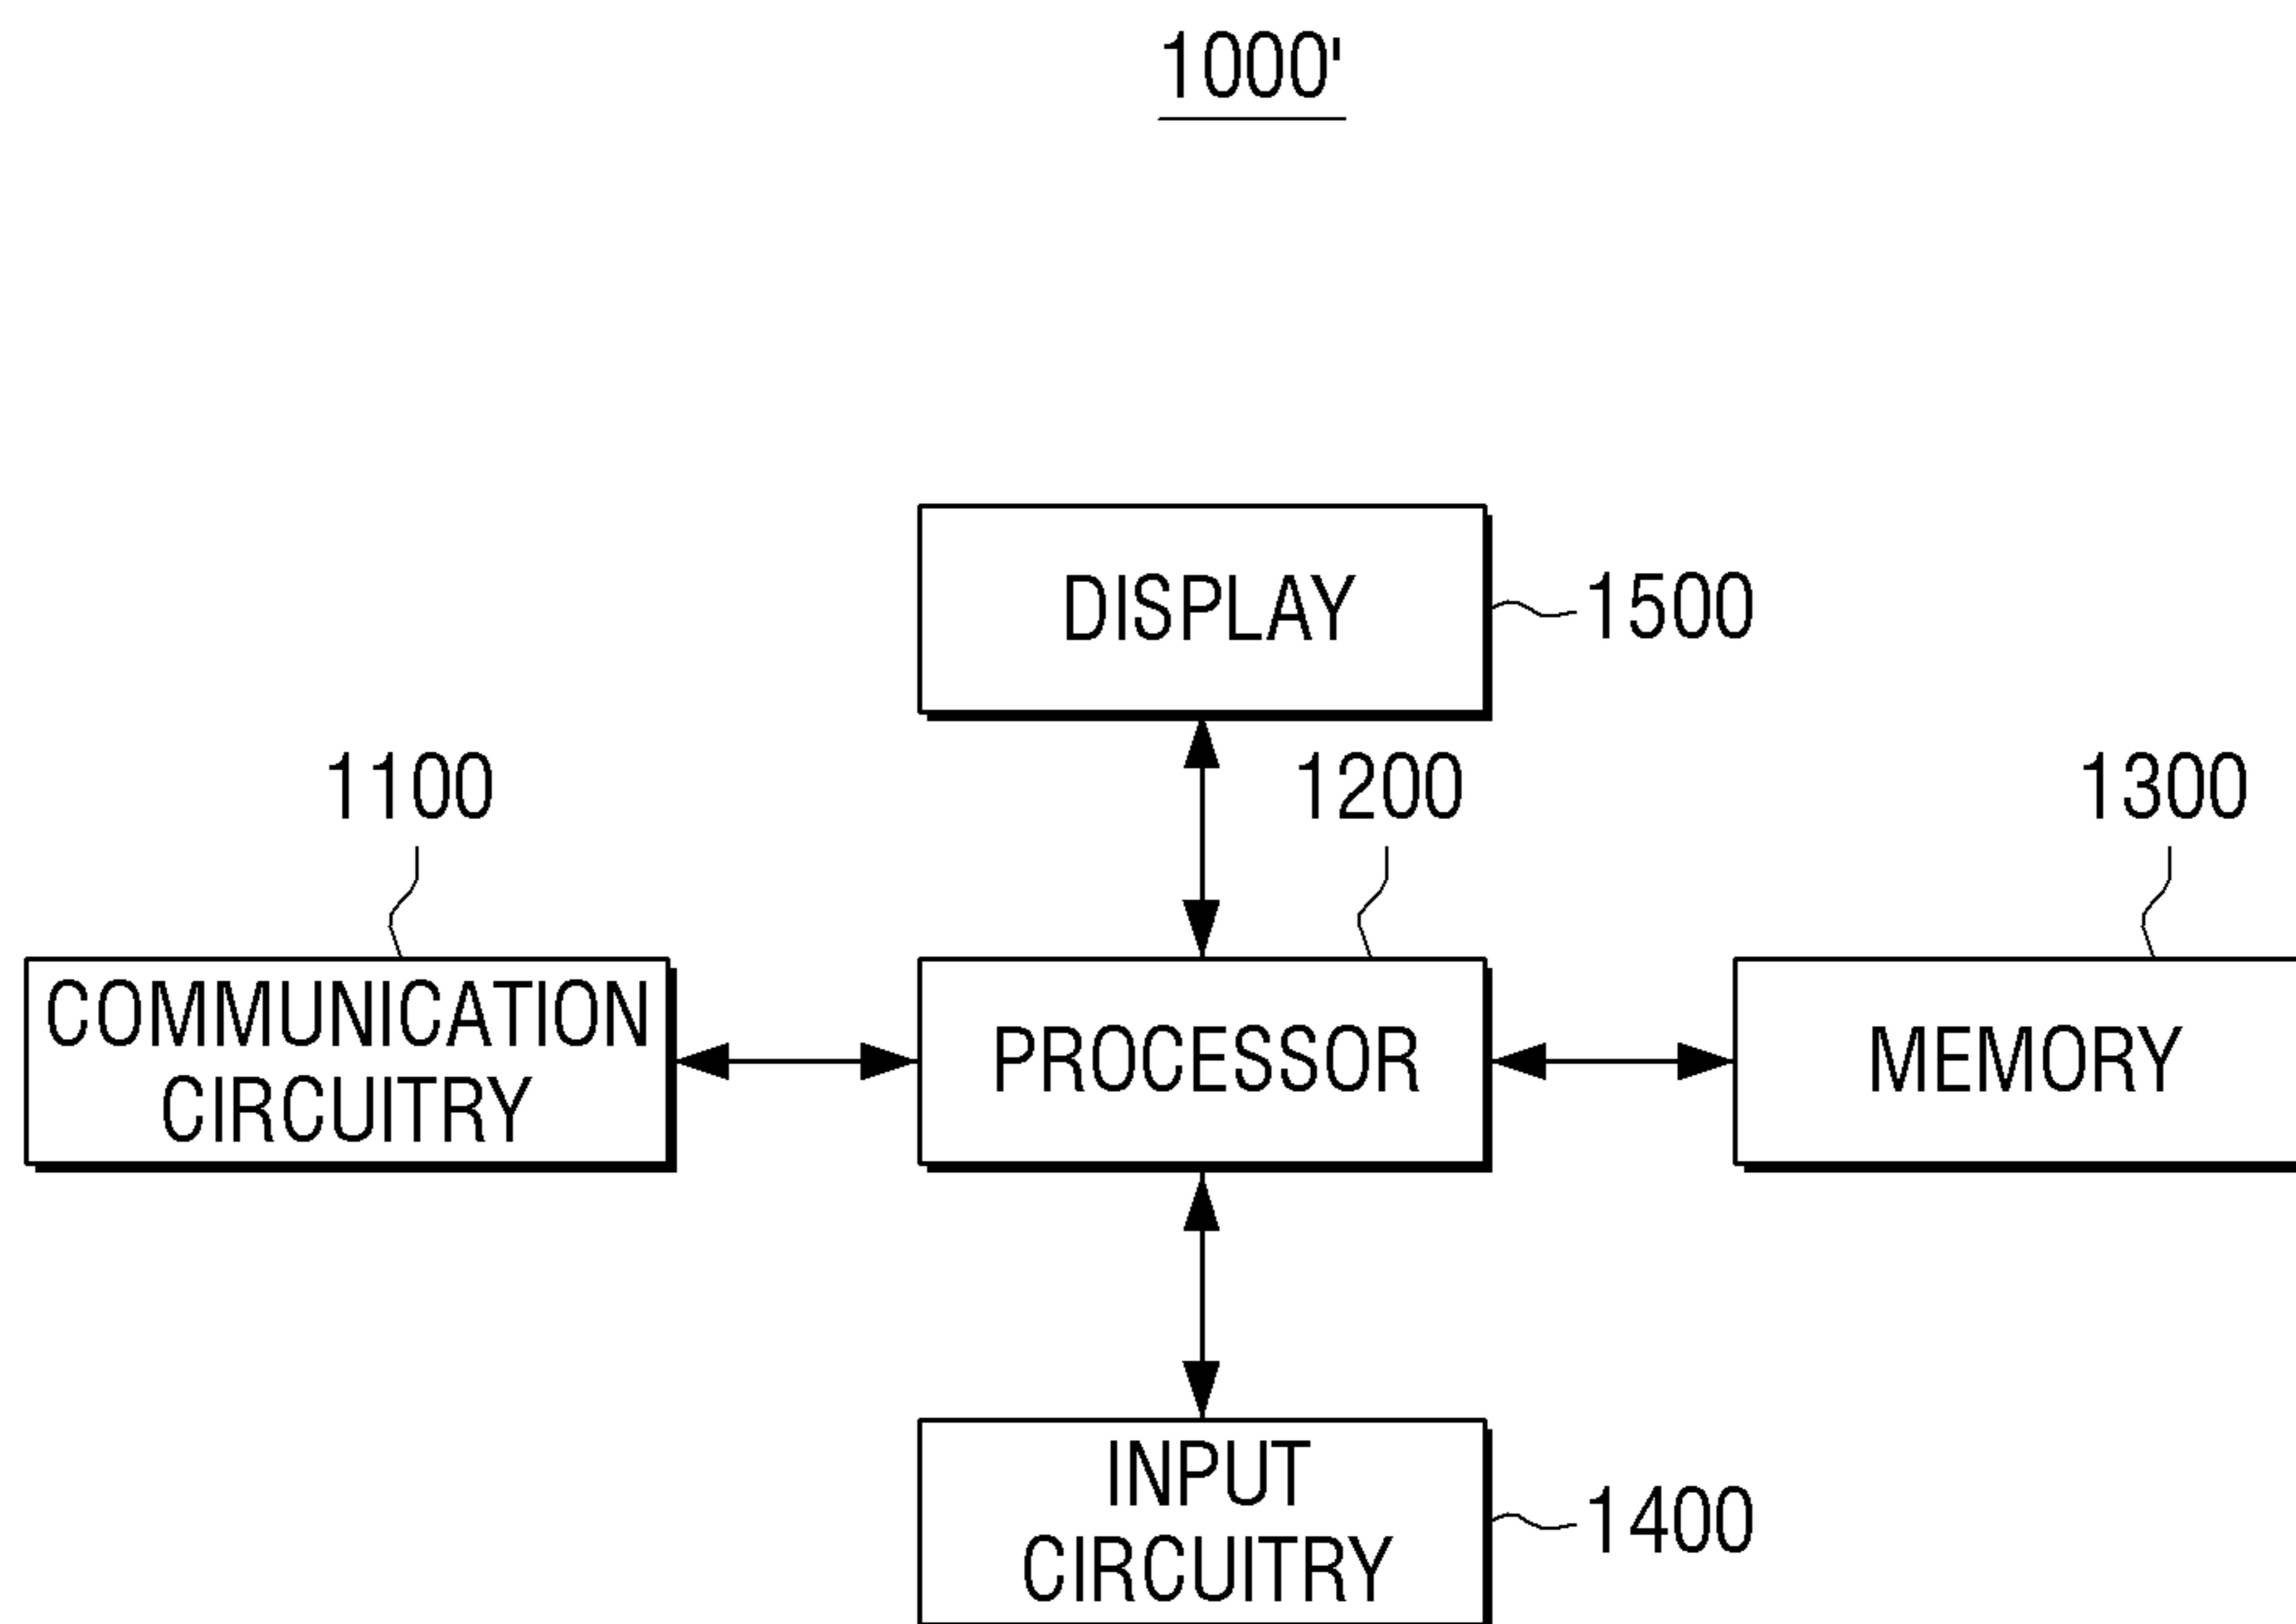 1000'
DISPLAY
1500
1100
1200
1300
COMMUNICATION
CIRCUITRY
PROCESSOR
MEMORY
INPUT
CIRCUITRY
1400